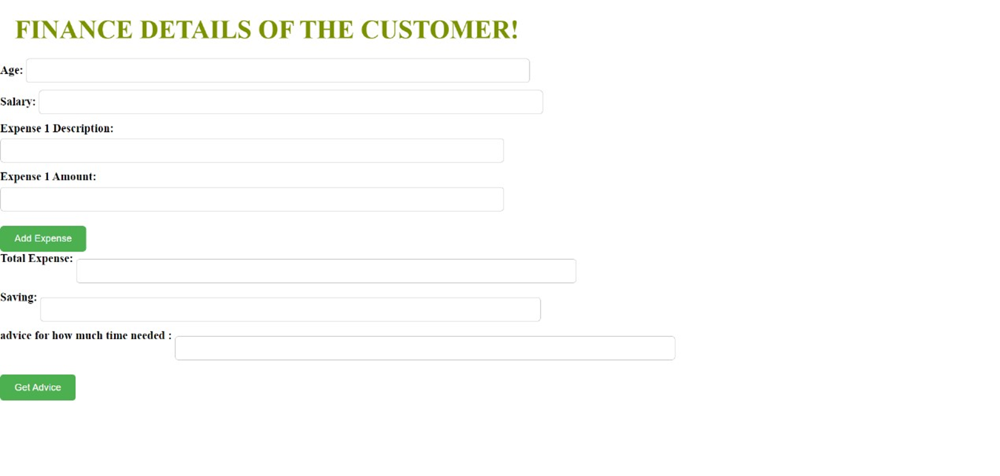 FINANCE DETAILS OF THE CUSTOMER!
Age:
Salary:
Expense 1 Description:
Expense 1 Amount:
Add Expense
Total Expense:
Saving:
advice for how much time needed :
Get Advice